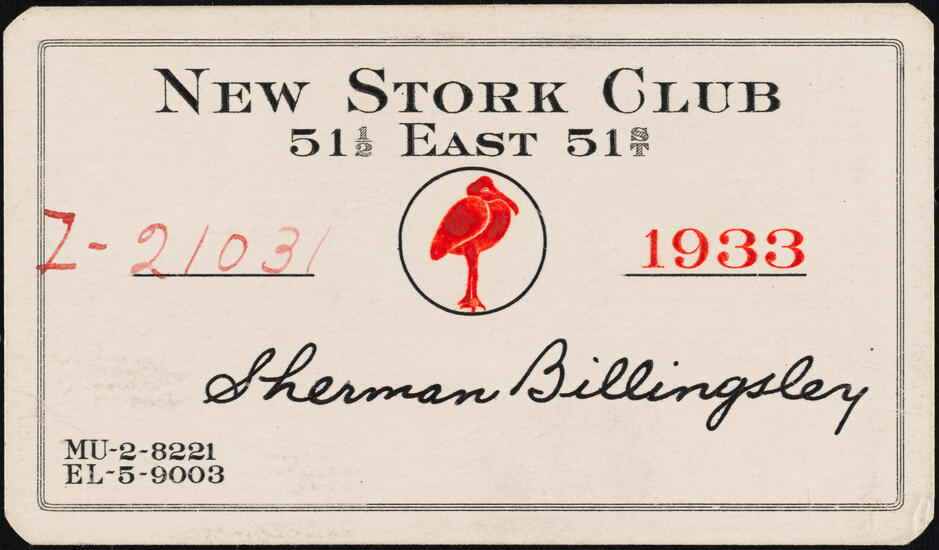 NEW STORK CLUB
51½ EAST 51ST
Z-21031
1933
Sherman Billingsley
MU-2-8221
EL-5-9003